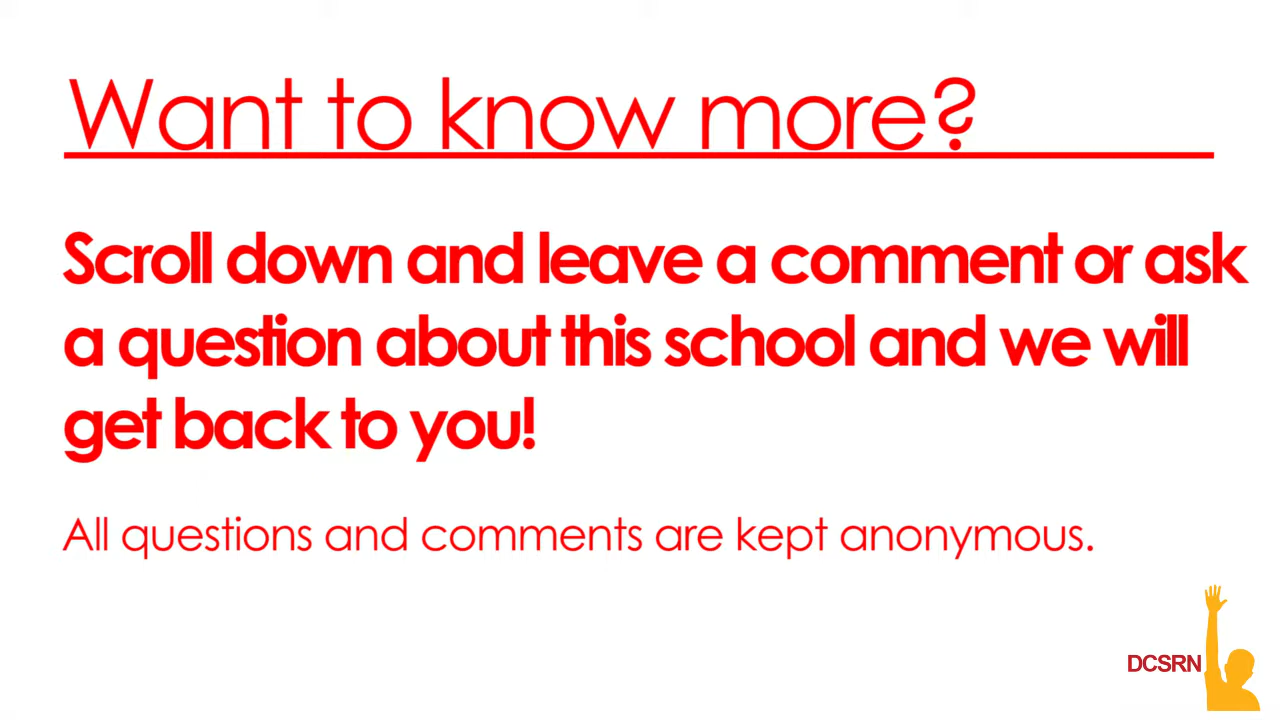 Want to know more?
Scroll down and leave a comment or ask
a question about this school and we will
get back to you!
All questions and comments are kept anonymous.
DCSRN